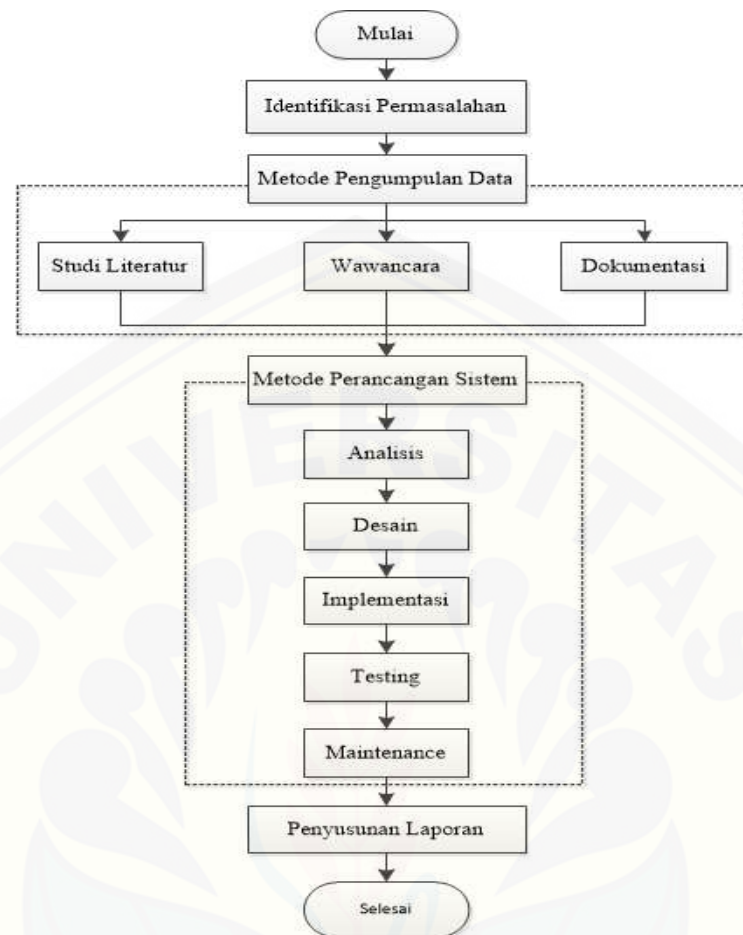 Mulai
Identifikasi Permasalahan
Metode Pengumpulan Data
Studi Literatur
Wawancara
Dokumentasi
Metode Perancangan Sistem
Analisis
Desain
Implementasi
Testing
Maintenance
Penyusunan Laporan
Selesai
UNIVERSITAS